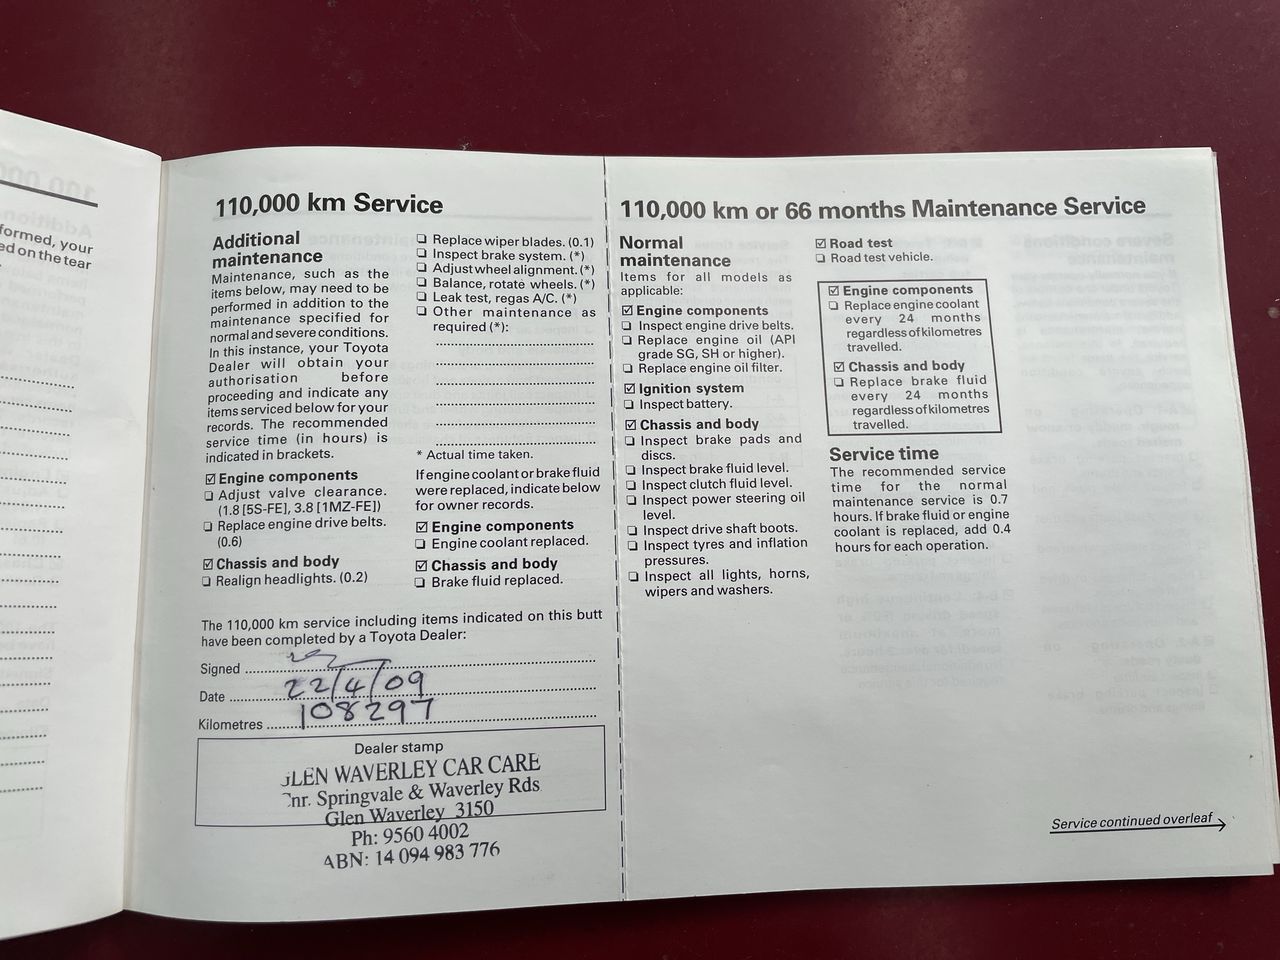 110,000 km Service
Additional
maintenance
Maintenance, such as the
items below, may need to be
performed in addition to the
maintenance specified for
normal and severe conditions.
In this instance, your Toyota
Dealer will obtain your
authorisation before
proceeding and indicate any
items serviced below for your
records. The recommended
service time (in hours) is
indicated in brackets.
☑ Engine components
❏ Adjust valve clearance.
(1.8 [5S-FE], 3.8 [1MZ-FE])
❏ Replace engine drive belts.
(0.6)
☑ Chassis and body
❏ Realign headlights. (0.2)
❏ Replace wiper blades. (0.1)
❏ Inspect brake system. (*)
❏ Adjust wheel alignment. (*)
❏ Balance, rotate wheels. (*)
❏ Leak test, regas A/C. (*)
❏ Other maintenance as
required (*):
* Actual time taken.
If engine coolant or brake fluid
were replaced, indicate below
for owner records.
☑ Engine components
❏ Engine coolant replaced.
☑ Chassis and body
❏ Brake fluid replaced.
The 110,000 km service including items indicated on this butt
have been completed by a Toyota Dealer:
Signed
Date 22/4/09
Kilometres 108297
Dealer stamp
GLEN WAVERLEY CAR CARE
Cnr. Springvale & Waverley Rds
Glen Waverley 3150
Ph: 9560 4002
ABN: 14 094 983 776
110,000 km or 66 months Maintenance Service
Normal
maintenance
Items for all models as
applicable:
☑ Engine components
❏ Inspect engine drive belts.
❏ Replace engine oil (API
grade SG, SH or higher).
❏ Replace engine oil filter.
☑ Ignition system
❏ Inspect battery.
☑ Chassis and body
❏ Inspect brake pads and
discs.
❏ Inspect brake fluid level.
❏ Inspect clutch fluid level.
❏ Inspect power steering oil
level.
❏ Inspect drive shaft boots.
❏ Inspect tyres and inflation
pressures.
❏ Inspect all lights, horns,
wipers and washers.
☑ Road test
❏ Road test vehicle.
☑ Engine components
❏ Replace engine coolant
every 24 months
regardless of kilometres
travelled.
☑ Chassis and body
❏ Replace brake fluid
every 24 months
regardless of kilometres
travelled.
Service time
The recommended service
time for the normal
maintenance service is 0.7
hours. If brake fluid or engine
coolant is replaced, add 0.4
hours for each operation.
Service continued overleaf